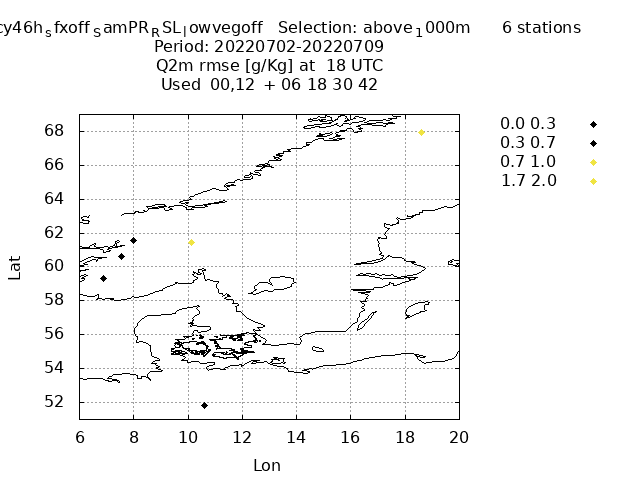 cy46h_sfxoff_SamPR_RSL_lowvegoff Selection: above_1000m 6 stations
Period: 20220702-20220709
Q2m rmse [g/Kg] at 18 UTC
Used 00,12 + 06 18 30 42
0.0 0.3
0.3 0.7
0.7 1.0
1.7 2.0
68
66
64
62
60
58
56
54
52
Lat
6 8 10 12 14 16 18 20
Lon